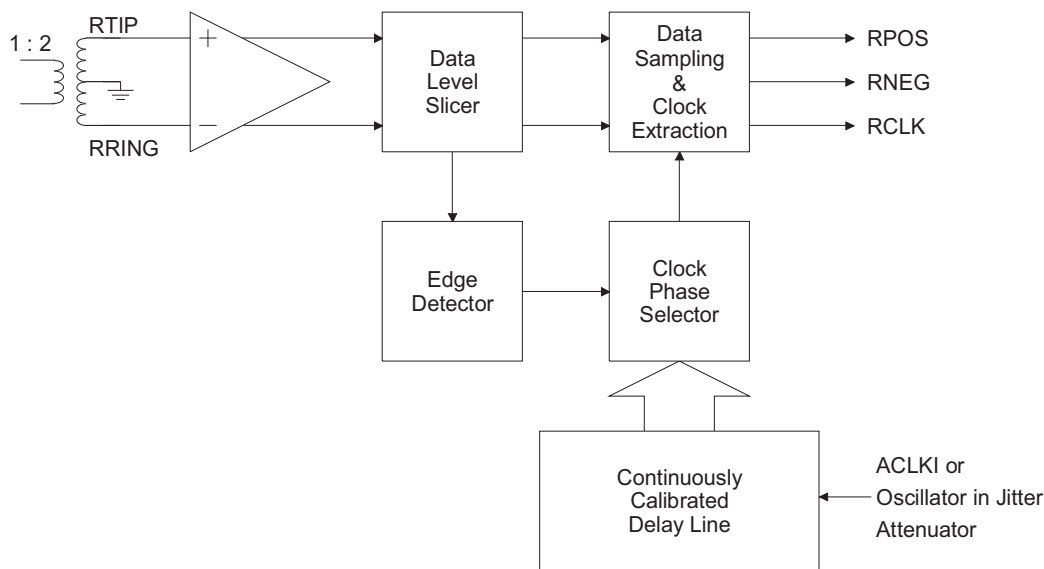 RTIP
1 : 2
+
−
RRING
Data
Level
Slicer
Data
Sampling
&
Clock
Extraction
RPOS
RNEG
RCLK
Edge
Detector
Clock
Phase
Selector
Continuously
Calibrated
Delay Line
ACLKI or
Oscillator in Jitter
Attenuator